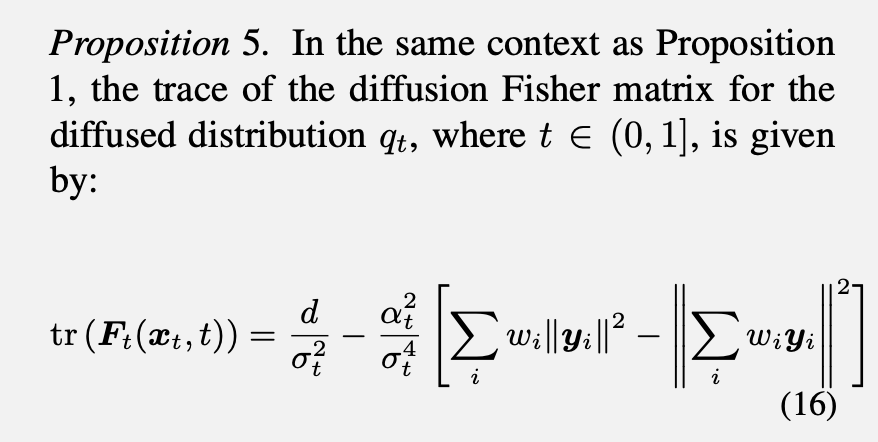 Proposition 5. In the same context as Proposition
1, the trace of the diffusion Fisher matrix for the
diffused distribution $q_t$, where $t \in (0, 1]$, is given
by:
$\mathrm{tr}\left(\boldsymbol{F}_t(\boldsymbol{x}_t, t)\right) = \frac{d}{\sigma_t^2} - \frac{\alpha_t^2}{\sigma_t^4} \left[ \sum_i w_i \|\boldsymbol{y}_i\|^2 - \left\| \sum_i w_i \boldsymbol{y}_i \right\|^2 \right]$
(16)